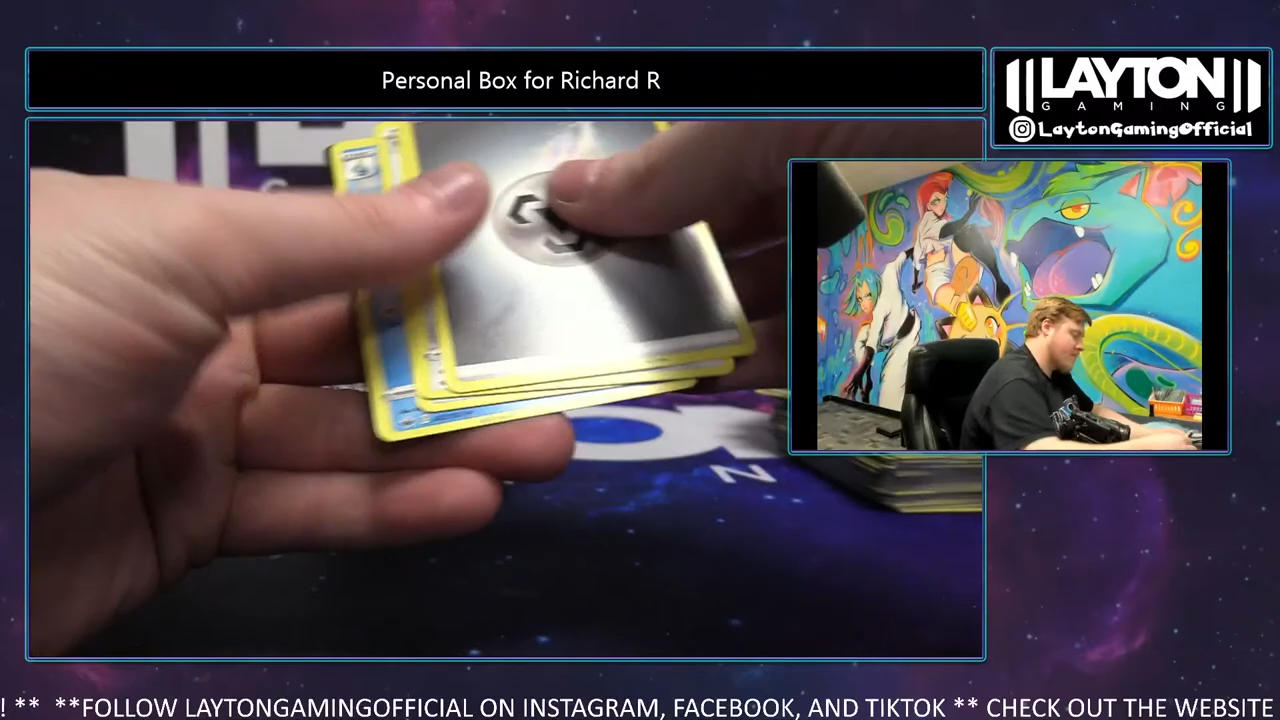 Personal Box for Richard R
LAYTON
GAMING
LaytonGamingOfficial
N
! ** **FOLLOW LAYTONGAMINGOFFICIAL ON INSTAGRAM, FACEBOOK, AND TIKTOK ** CHECK OUT THE WEBSITE